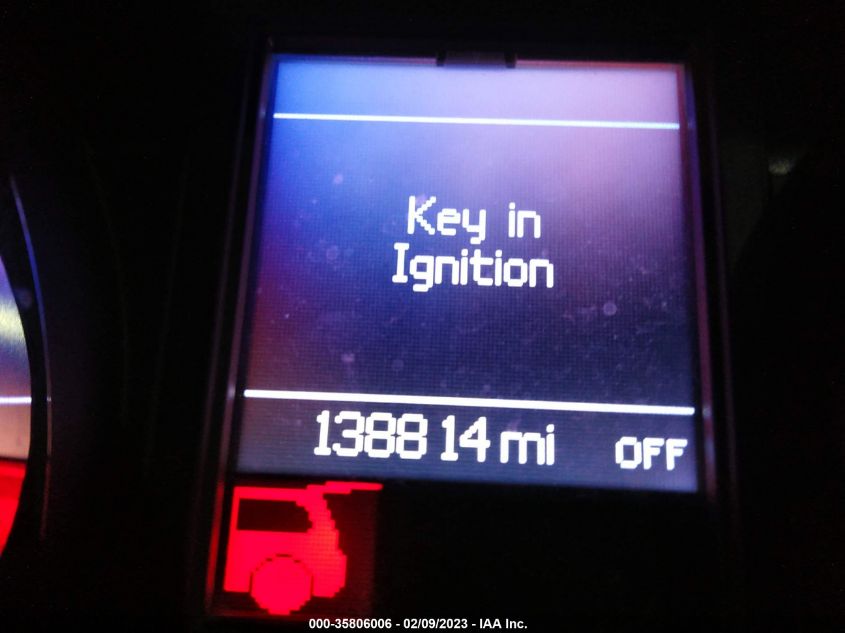 Key in
Ignition
138814 mi OFF
000-35806006 - 02/09/2023 - IAA Inc.